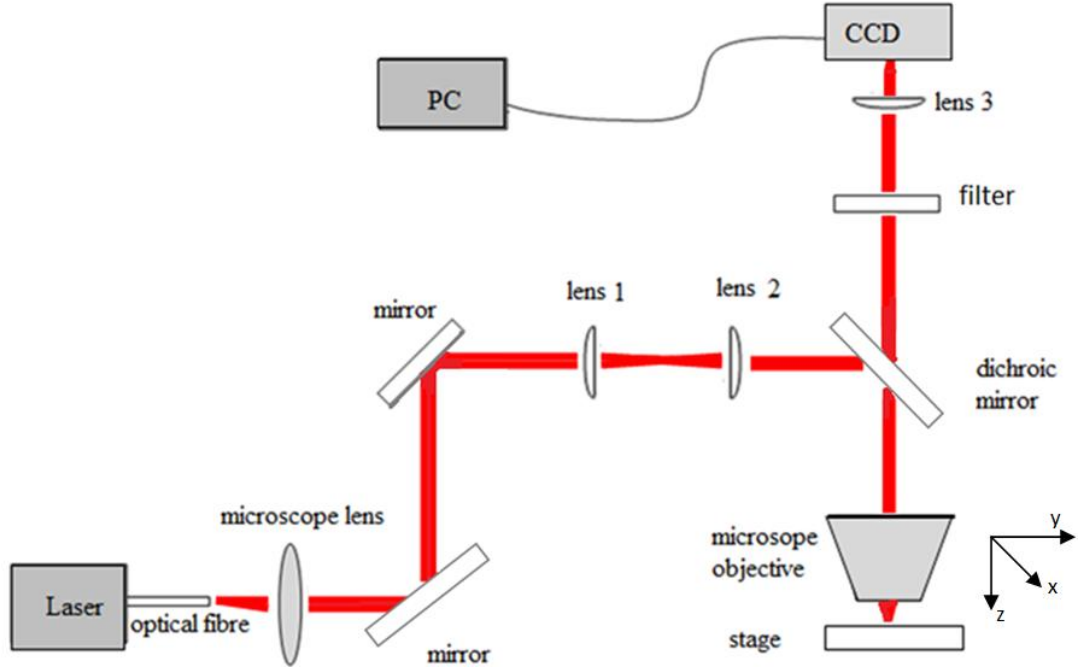 CCD
PC
lens 3
filter
lens 1
lens 2
mirror
dichroic
mirror
microscope lens
microsope
objective
y
x
z
Laser
optical fibre
mirror
stage